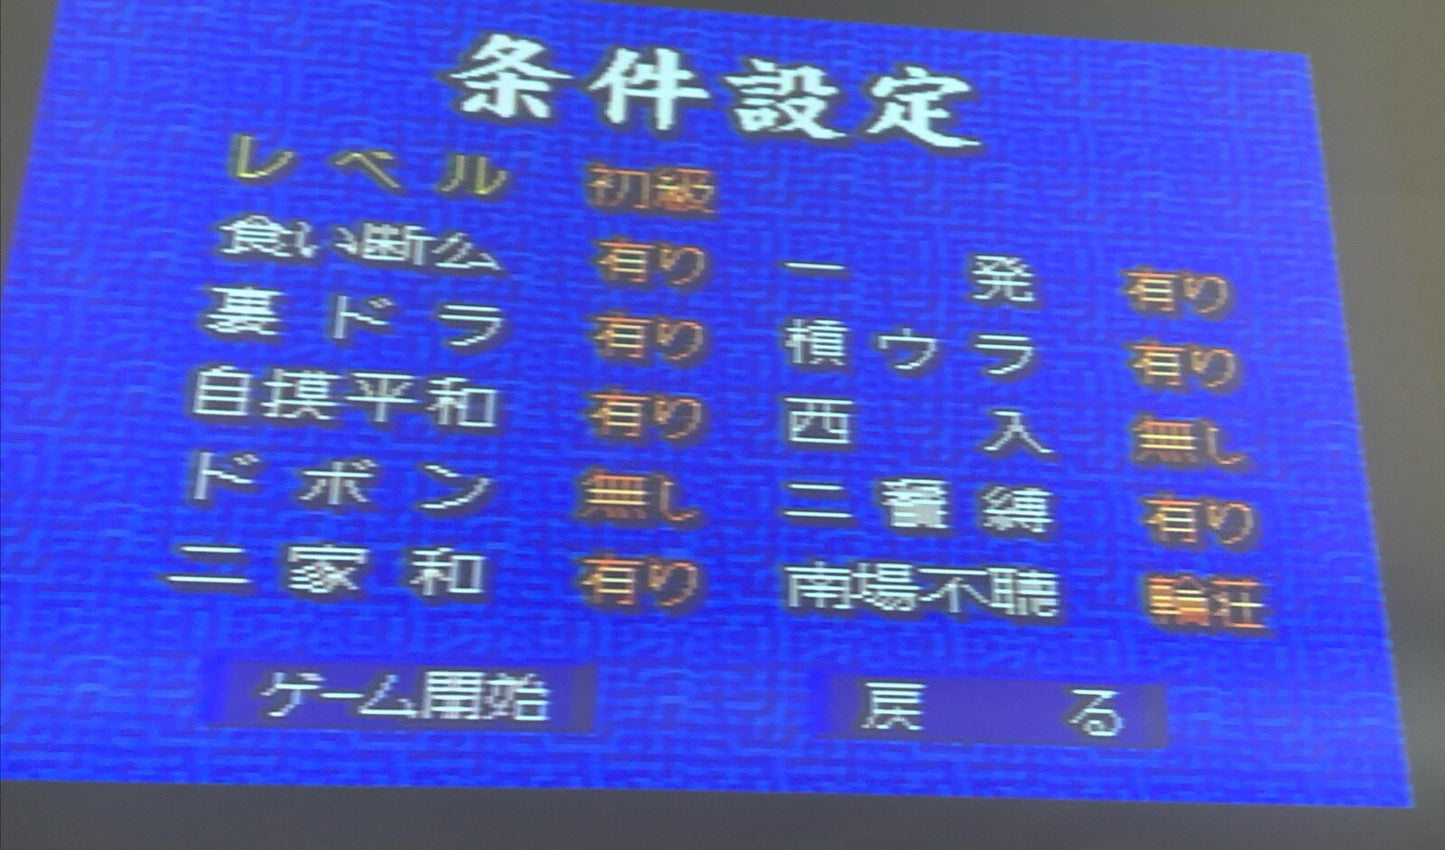 条件設定
レベル 初級
食い断么 有り 一発 有り
裏ドラ 有り 槓ウラ 有り
自摸平和 有り 西入 無し
ドボン 無し 二飜縛 有り
二家和 有り 南場不聴 輪荘
ゲーム開始 戻る